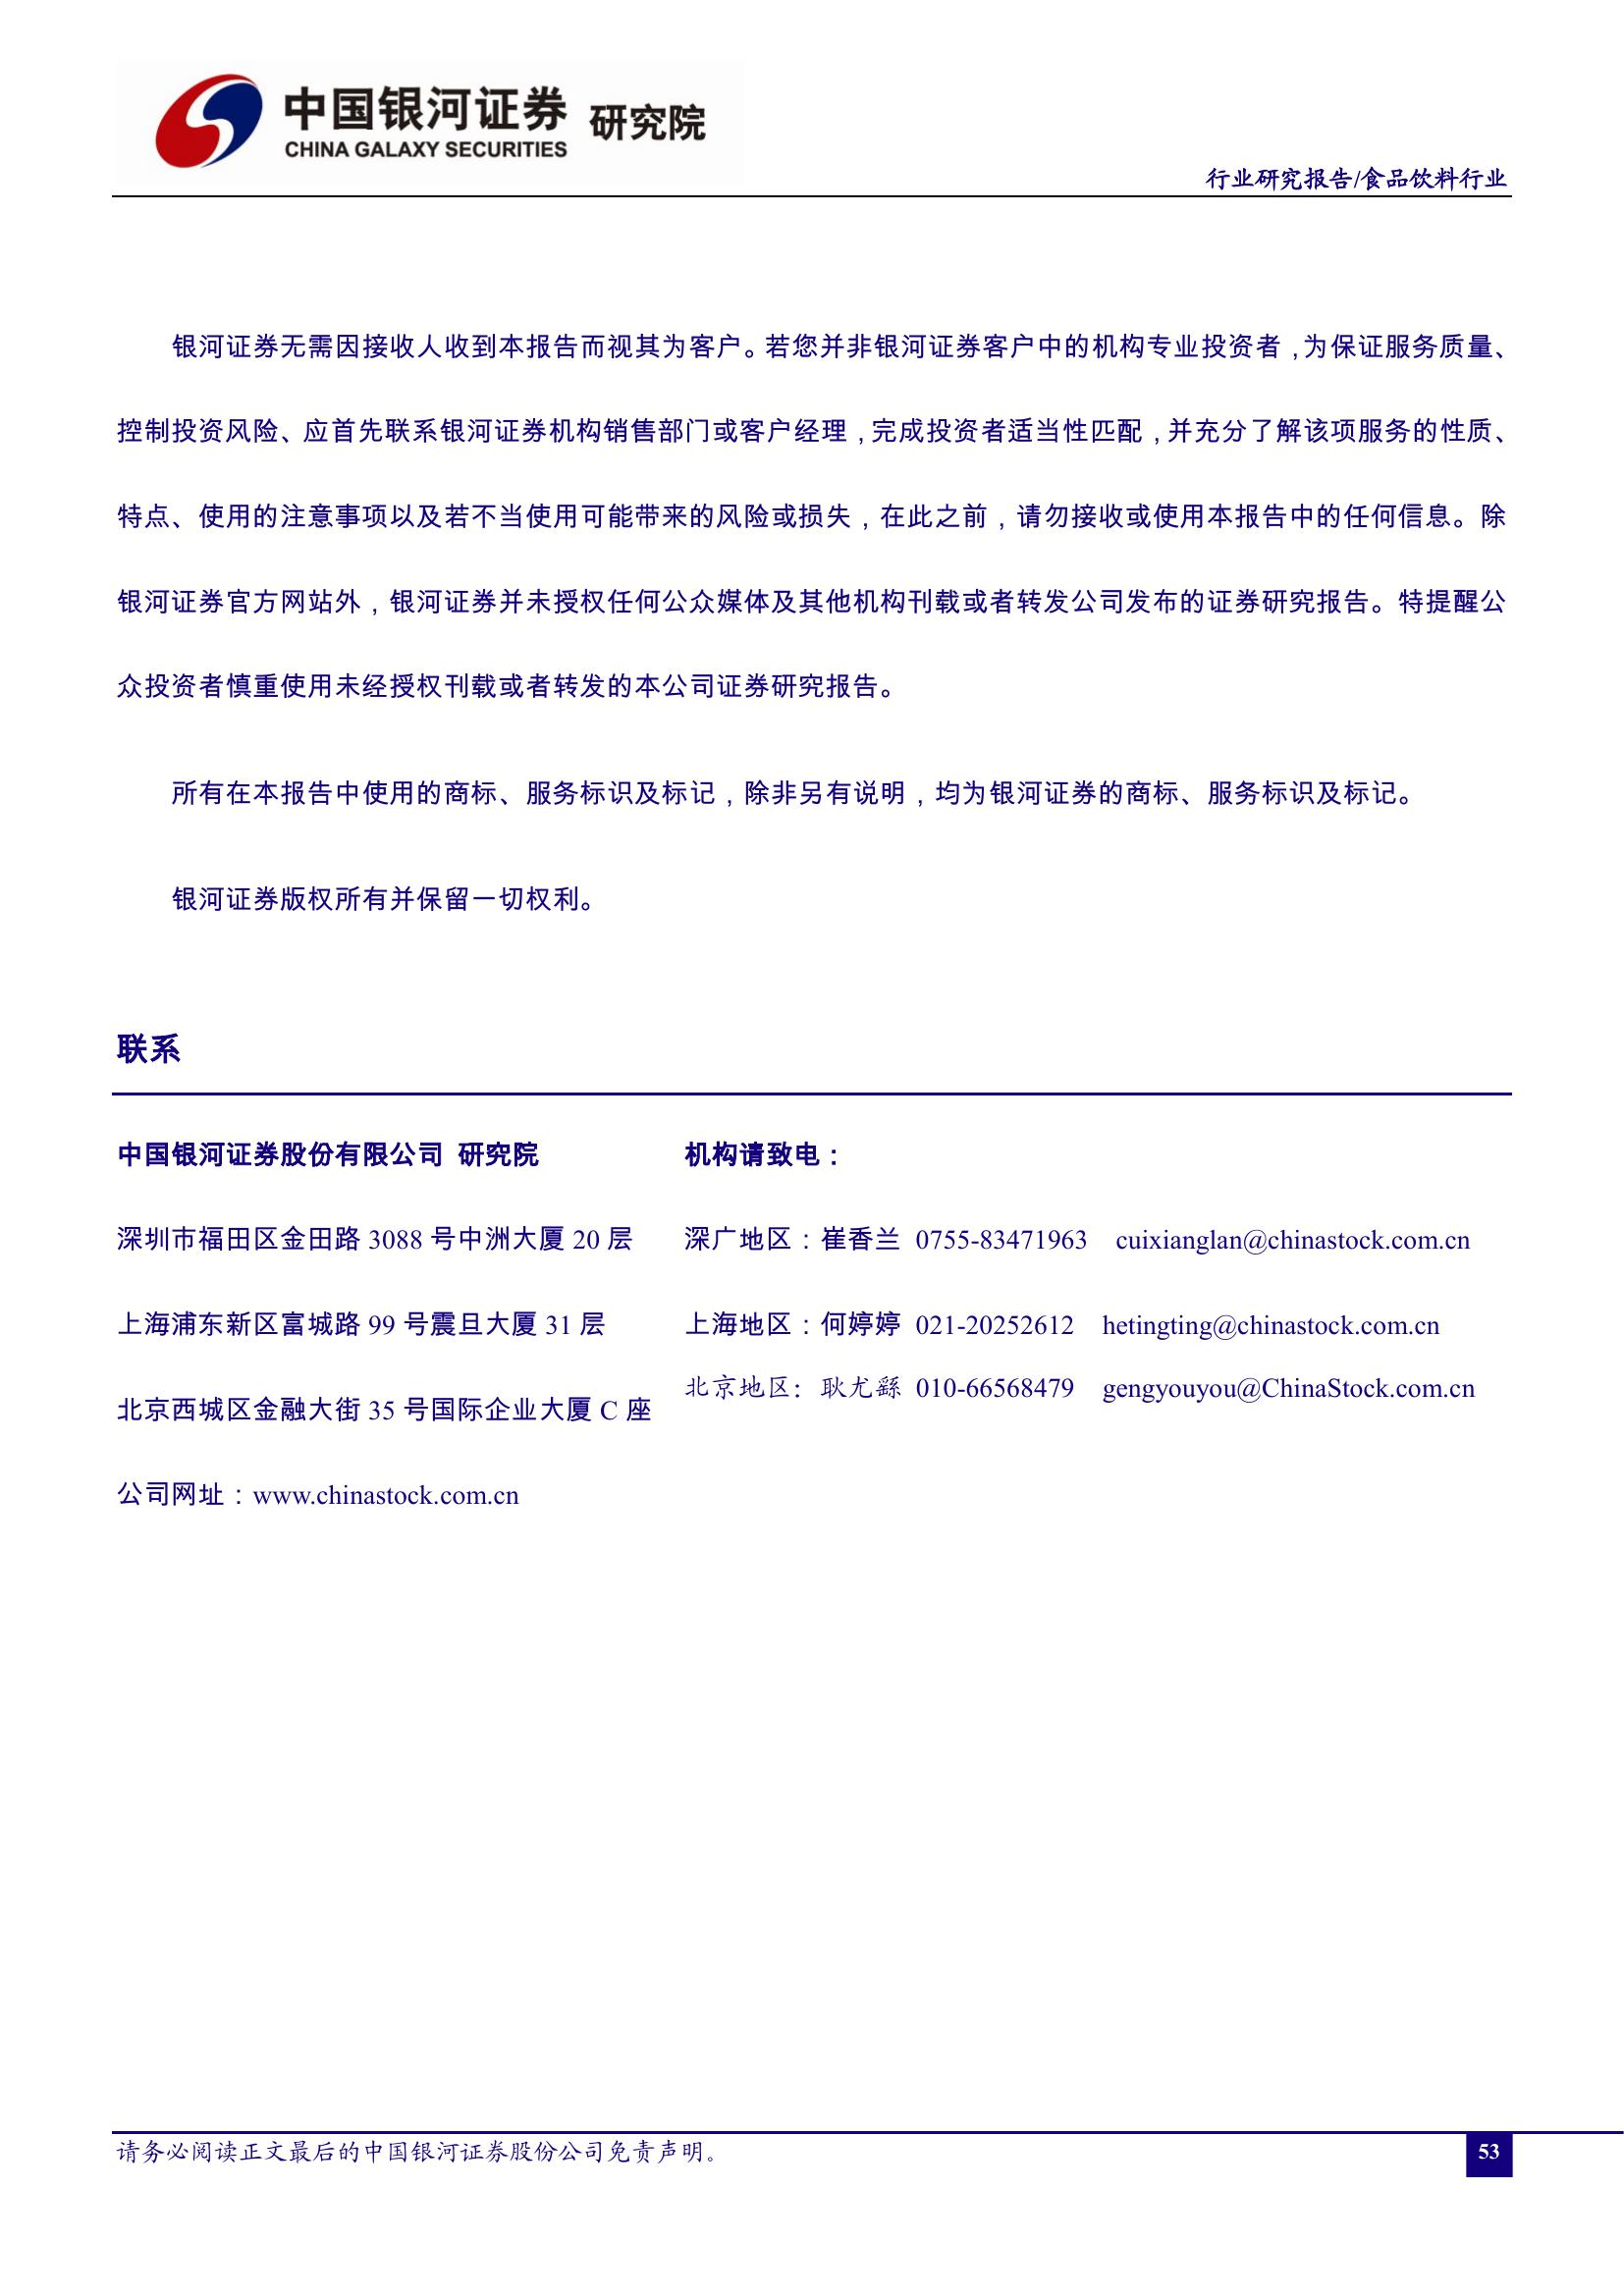 中国银河证券 研究院
CHINA GALAXY SECURITIES
行业研究报告/食品饮料行业
银河证券无需因接收人收到本报告而视其为客户。若您并非银河证券客户中的机构专业投资者，为保证服务质量、
控制投资风险、应首先联系银河证券机构销售部门或客户经理，完成投资者适当性匹配，并充分了解该项服务的性质、
特点、使用的注意事项以及若不当使用可能带来的风险或损失，在此之前，请勿接收或使用本报告中的任何信息。除
银河证券官方网站外，银河证券并未授权任何公众媒体及其他机构刊载或者转发公司发布的证券研究报告。特提醒公
众投资者慎重使用未经授权刊载或者转发的本公司证券研究报告。
所有在本报告中使用的商标、服务标识及标记，除非另有说明，均为银河证券的商标、服务标识及标记。
银河证券版权所有并保留一切权利。
联系
中国银河证券股份有限公司 研究院
深圳市福田区金田路 3088 号中洲大厦 20 层
上海浦东新区富城路 99 号震旦大厦 31 层
北京西城区金融大街 35 号国际企业大厦 C 座
公司网址：www.chinastock.com.cn
机构请致电：
深广地区：崔香兰 0755-83471963 cuixianglan@chinastock.com.cn
上海地区：何婷婷 021-20252612 hetingting@chinastock.com.cn
北京地区：耿尤繇 010-66568479 gengyouyou@ChinaStock.com.cn
请务必阅读正文最后的中国银河证券股份公司免责声明。
53